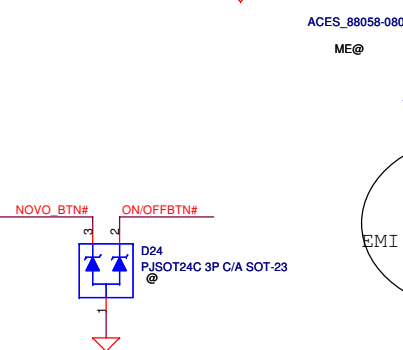 ACES_88058-080
ME@
NOVO_BTN#
ON/OFFBTN#
3
2
D24
PJSOT24C 3P C/A SOT-23
@
1
EMI